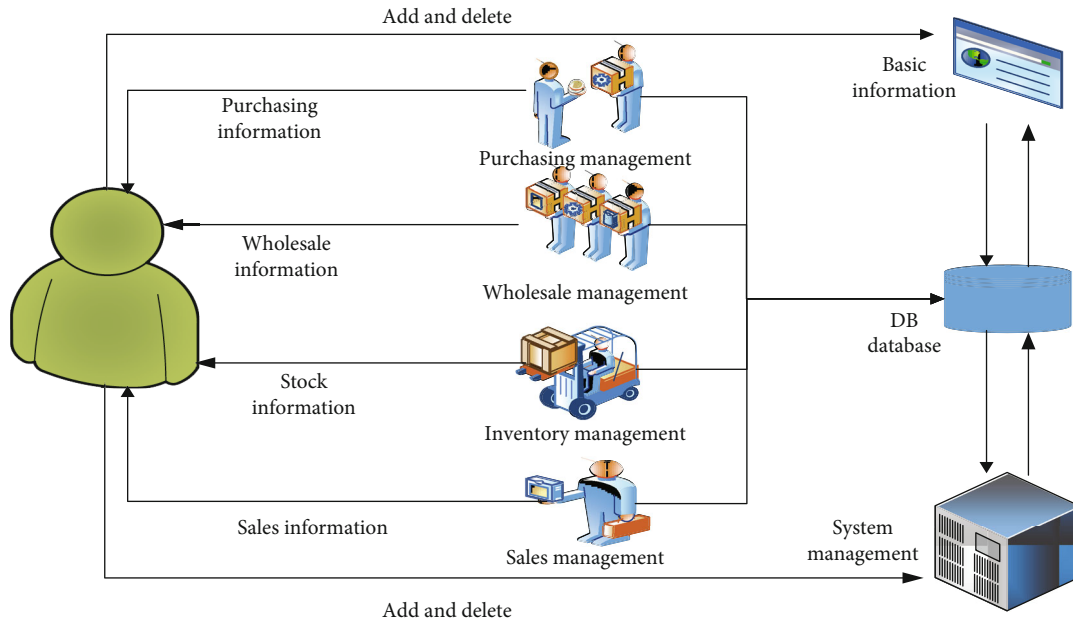 Add and delete
Basic
information
Purchasing
information
Purchasing management
Wholesale
information
Wholesale management
DB
database
Stock
information
Inventory management
Sales information
Sales management
System
management
Add and delete